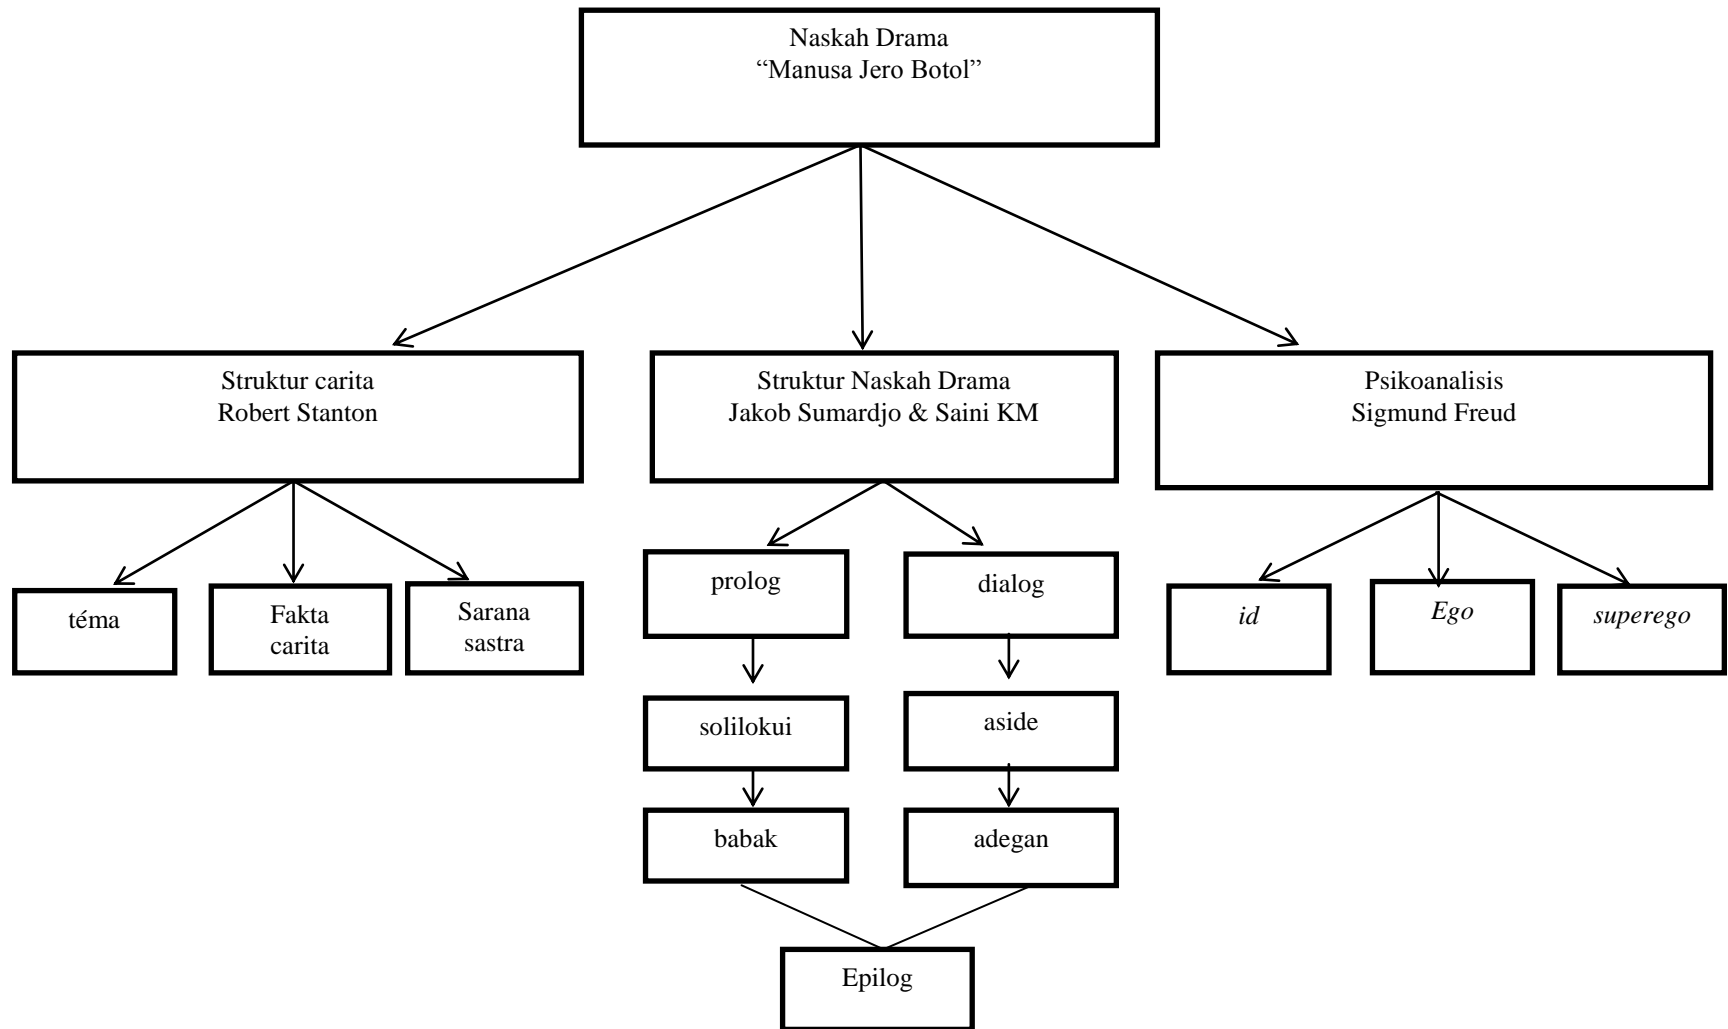 Naskah Drama
“Manusa Jero Botol”
Struktur carita
Robert Stanton
Struktur Naskah Drama
Jakob Sumardjo & Saini KM
Psikoanalisis
Sigmund Freud
téma
Fakta
carita
Sarana
sastra
prolog
dialog
id
Ego
superego
solilokui
aside
babak
adegan
Epilog